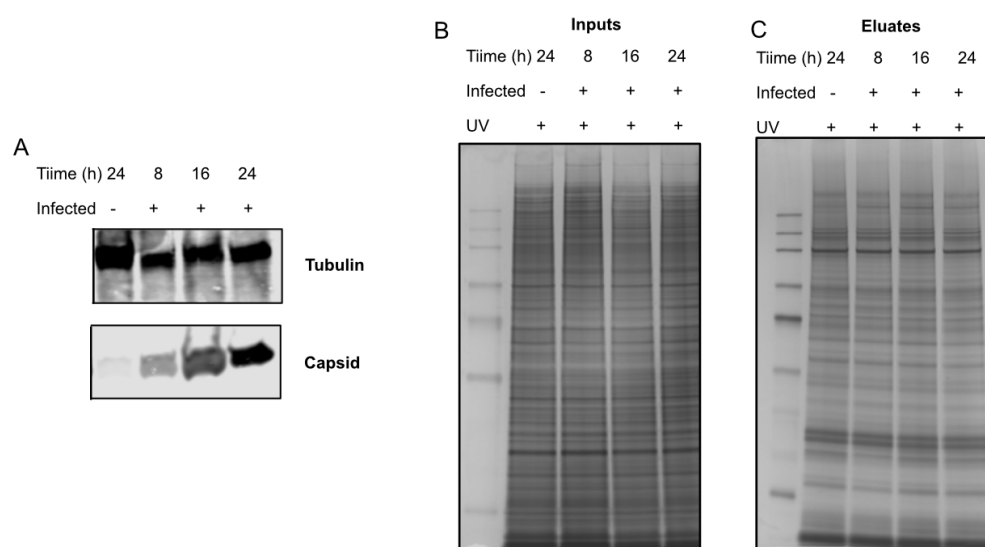 A
Tiime (h) 24 8 16 24
Infected - + + +
Tubulin
Capsid
B
Inputs
Tiime (h) 24 8 16 24
Infected - + + +
UV + + + +
C
Eluates
Tiime (h) 24 8 16 24
Infected - + + +
UV + + + +